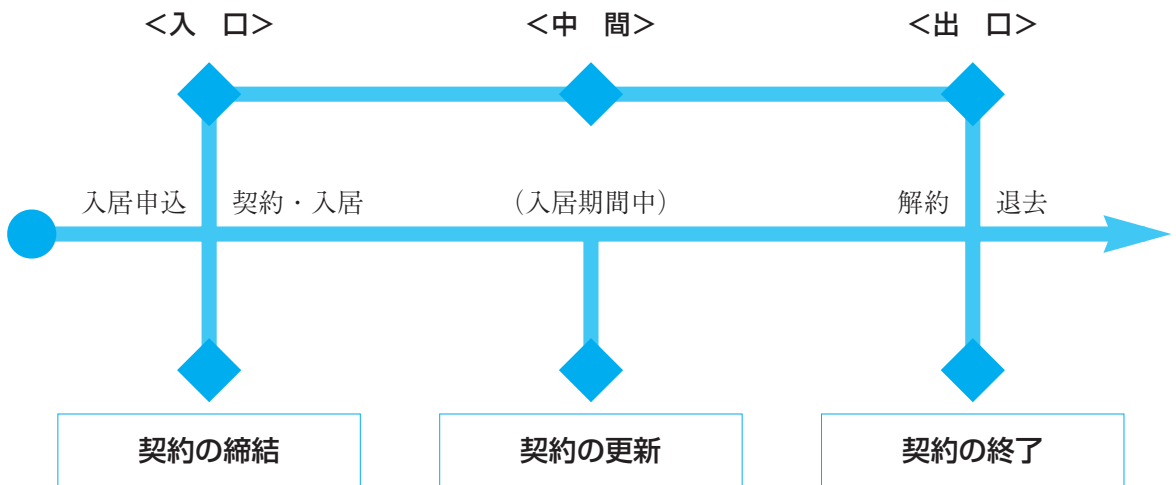 ＜入　口＞
＜中　間＞
＜出　口＞
入居申込
契約・入居
（入居期間中）
解約
退去
契約の締結
契約の更新
契約の終了